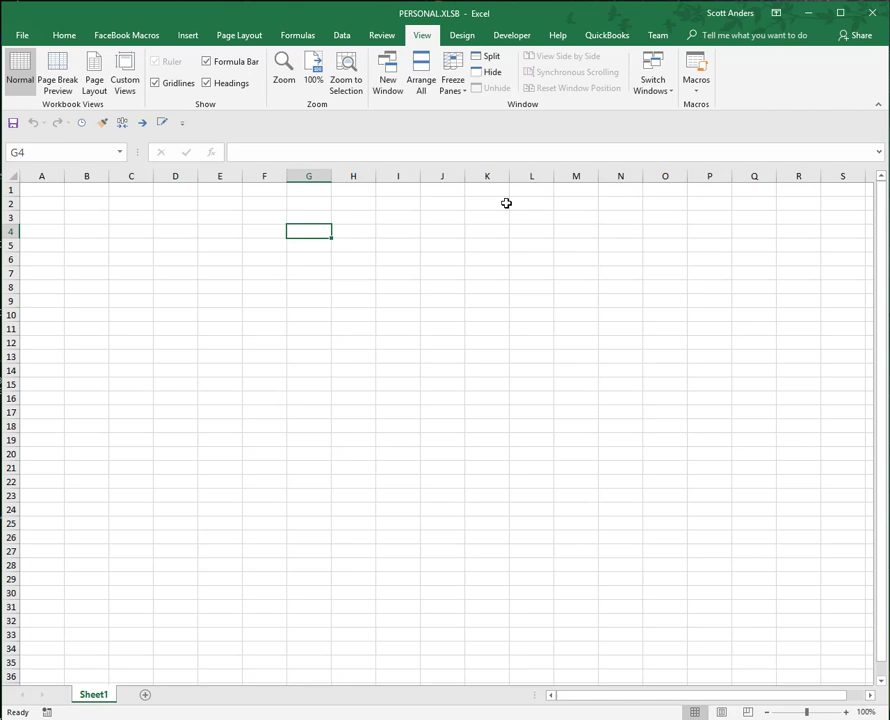 PERSONAL.XLSB - Excel
Scott Anders
File Home FaceBook Macros Insert Page Layout Formulas Data Review View Design Developer Help QuickBooks Team Tell me what you want to do Share
Normal
Page Break Preview
Page Layout
Custom Views
Workbook Views
Ruler
Formula Bar
Gridlines
Headings
Show
Zoom
100%
Zoom to Selection
Zoom
New Window
Arrange All
Freeze Panes
Split
Hide
Unhide
View Side by Side
Synchronous Scrolling
Reset Window Position
Switch Windows
Window
Macros
Macros
G4
fx
A B C D E F G H I J K L M N O P Q R S
1
2
3
4
5
6
7
8
9
10
11
12
13
14
15
16
17
18
19
20
21
22
23
24
25
26
27
28
29
30
31
32
33
34
35
36
Sheet1
Ready
100%